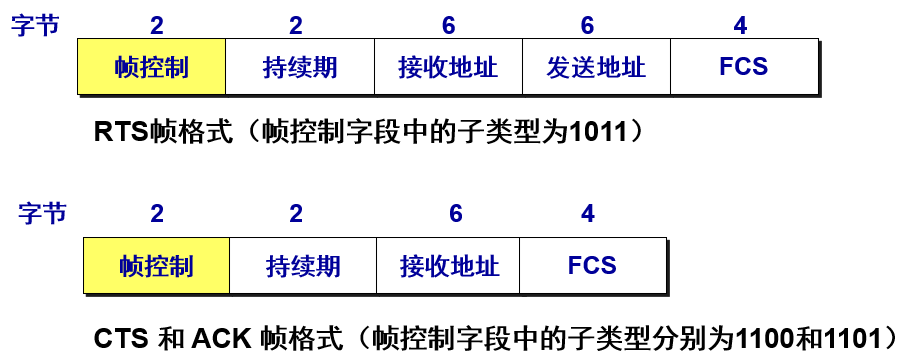 字节 2 2 6 6 4
帧控制 持续期 接收地址 发送地址 FCS
RTS帧格式（帧控制字段中的子类型为1011）
字节 2 2 6 4
帧控制 持续期 接收地址 FCS
CTS 和 ACK 帧格式（帧控制字段中的子类型分别为1100和1101）